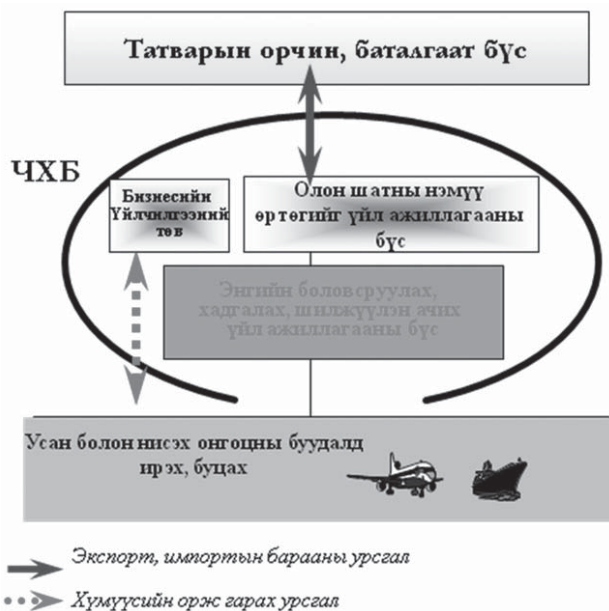 Татварын орчин, баталгаат бүс
ЧХБ
Бизнесийн
Үйлчилгээний
төв
Олон шатны нэмүү
өртөгийг үйл ажиллагааны
бүс
Энгийн боловсруулах,
хадгалах, шилжүүлэн ачих
үйл ажиллагааны бүс
Усан болон нисэх онгоцны буудалд
ирэх, буцах
Экспорт, импортын барааны урсгал
Хүмүүсийн орж гарах урсгал